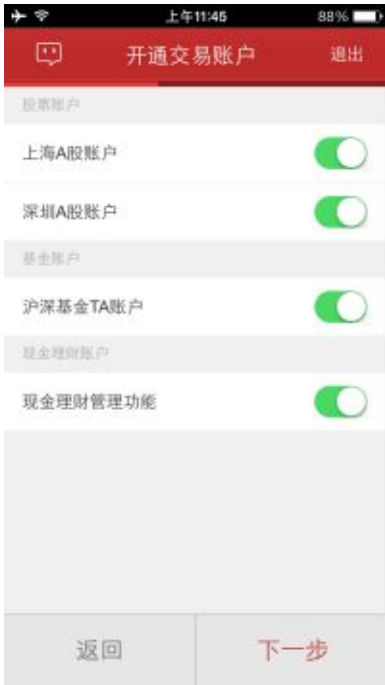 上午11:45 88%
开通交易账户 退出
股票账户
上海A股账户
深圳A股账户
基金账户
沪深基金TA账户
现金理财账户
现金理财管理功能
返回 下一步